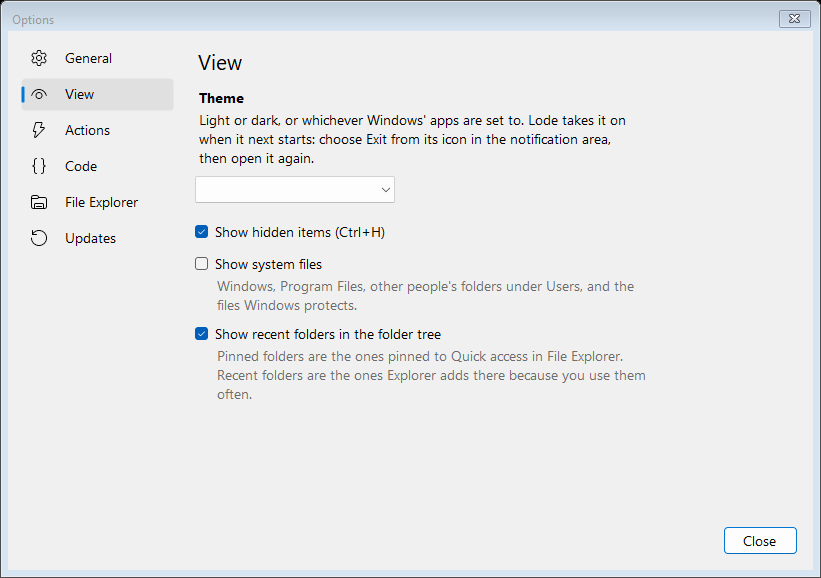 Options
General
View
Actions
Code
File Explorer
Updates
View
Theme
Light or dark, or whichever Windows' apps are set to. Lode takes it on
when it next starts: choose Exit from its icon in the notification area,
then open it again.
Show hidden items (Ctrl+H)
Show system files
Windows, Program Files, other people's folders under Users, and the
files Windows protects.
Show recent folders in the folder tree
Pinned folders are the ones pinned to Quick access in File Explorer.
Recent folders are the ones Explorer adds there because you use them
often.
Close